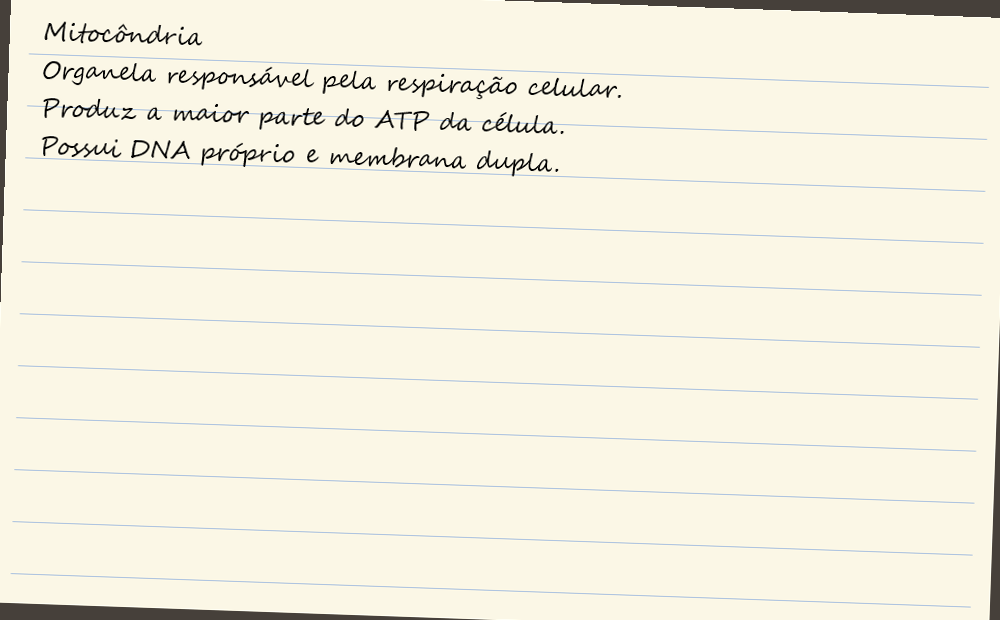 Mitocôndria
Organela responsável pela respiração celular.
Produz a maior parte do ATP da célula.
Possui DNA próprio e membrana dupla.